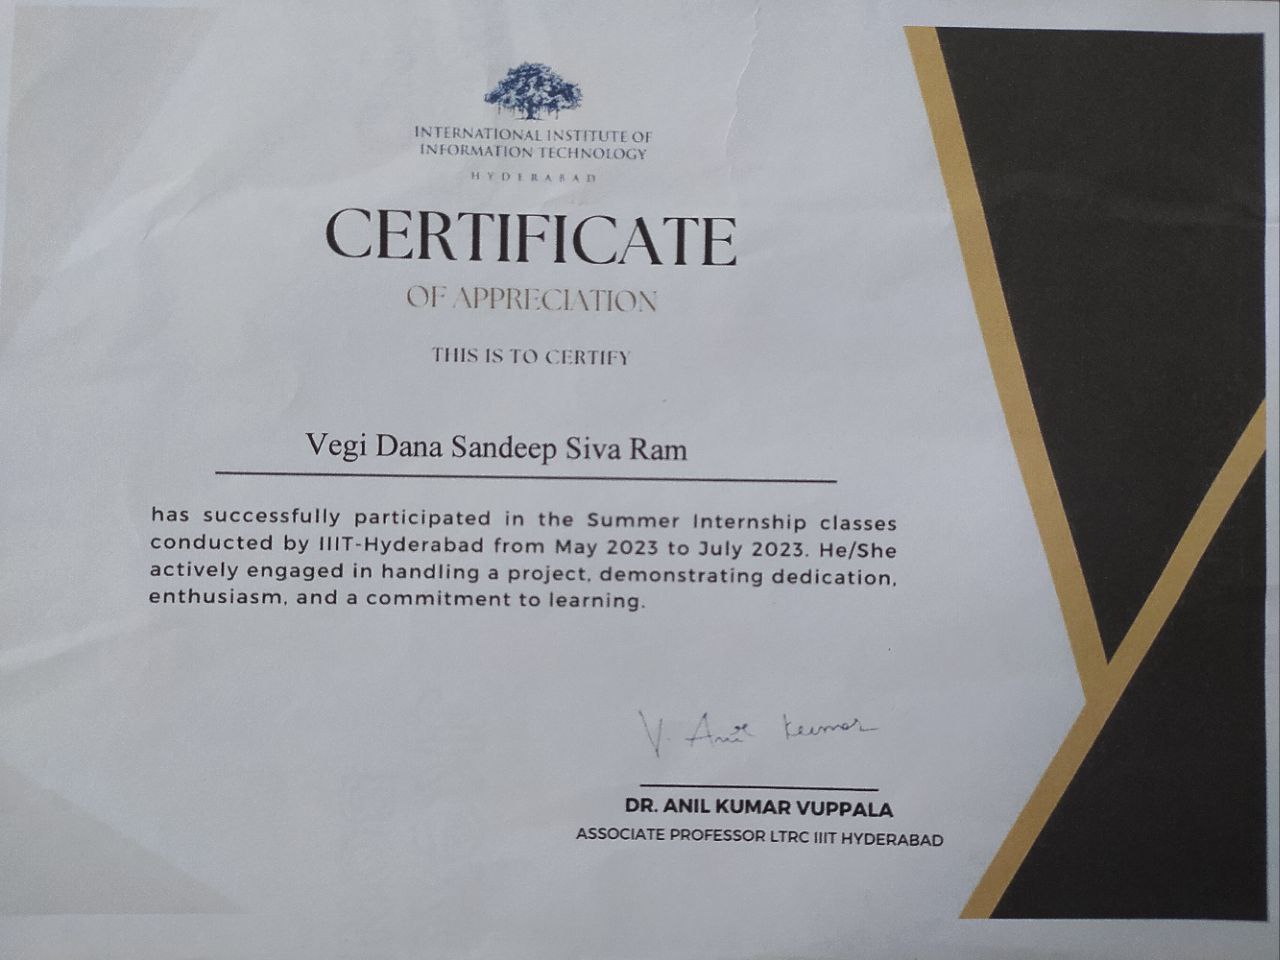 INTERNATIONAL INSTITUTE OF
INFORMATION TECHNOLOGY
HYDERABAD
CERTIFICATE
OF APPRECIATION
THIS IS TO CERTIFY
Vegi Dana Sandeep Siva Ram
has successfully participated in the Summer Internship classes
conducted by IIIT-Hyderabad from May 2023 to July 2023. He/She
actively engaged in handling a project, demonstrating dedication,
enthusiasm, and a commitment to learning.
V. Anil Kumar
DR. ANIL KUMAR VUPPALA
ASSOCIATE PROFESSOR LTRC IIIT HYDERABAD